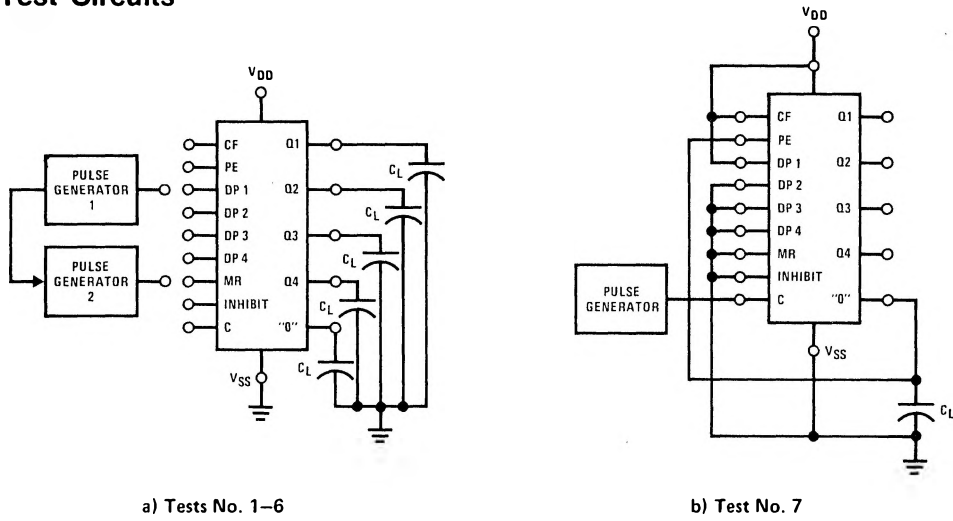 Test Circuits
VDD
CF
PE
DP 1
DP 2
DP 3
DP 4
MR
INHIBIT
C
Q1
Q2
Q3
Q4
"0"
VSS
PULSE
GENERATOR
1
PULSE
GENERATOR
2
CL
CL
CL
CL
CL
a) Tests No. 1–6
VDD
CF
PE
DP 1
DP 2
DP 3
DP 4
MR
INHIBIT
C
Q1
Q2
Q3
Q4
"0"
VSS
PULSE
GENERATOR
CL
b) Test No. 7